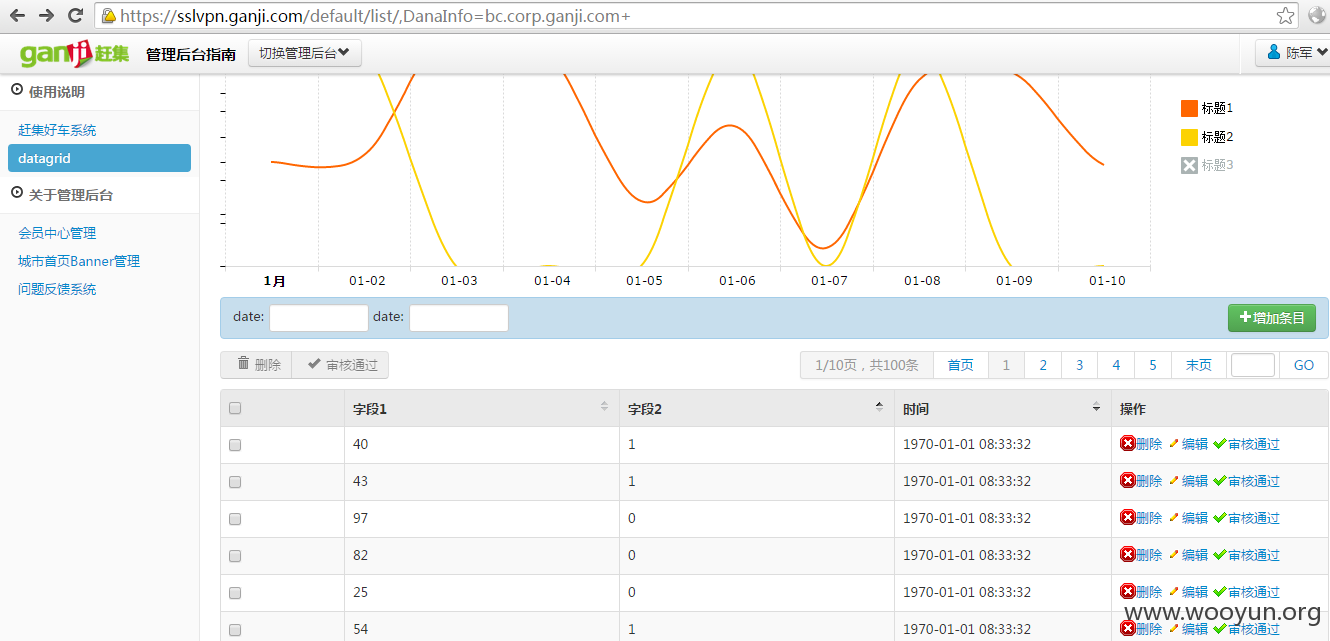 https://sslvpn.ganji.com/default/list/,DanaInfo=bc.corp.ganji.com+
ganji赶集 管理后台指南 切换管理后台 陈军
使用说明
赶集好车系统
datagrid
关于管理后台
会员中心管理
城市首页Banner管理
问题反馈系统
标题1
标题2
标题3
1月 01-02 01-03 01-04 01-05 01-06 01-07 01-08 01-09 01-10
date: date: 增加条目
删除 审核通过 1/10页，共100条 首页 1 2 3 4 5 末页 GO
字段1 字段2 时间 操作
40 1 1970-01-01 08:33:32 删除 编辑 审核通过
43 1 1970-01-01 08:33:32 删除 编辑 审核通过
97 0 1970-01-01 08:33:32 删除 编辑 审核通过
82 0 1970-01-01 08:33:32 删除 编辑 审核通过
25 0 1970-01-01 08:33:32 删除 编辑 审核通过
54 1 1970-01-01 08:33:32 删除 编辑 审核通过
www.wooyun.org